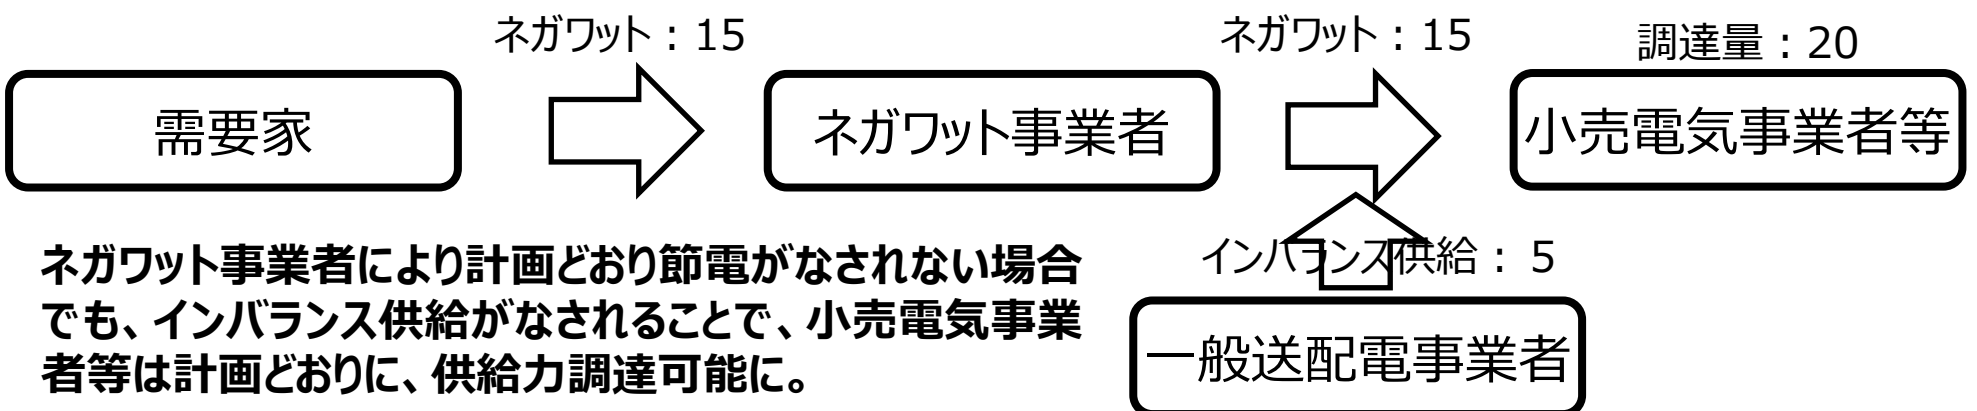 ネガワット：15
ネガワット：15
調達量：20
需要家
ネガワット事業者
小売電気事業者等
インバランス供給：5
一般送配電事業者
ネガワット事業者により計画どおり節電がなされない場合
でも、インバランス供給がなされることで、小売電気事業
者等は計画どおりに、供給力調達可能に。